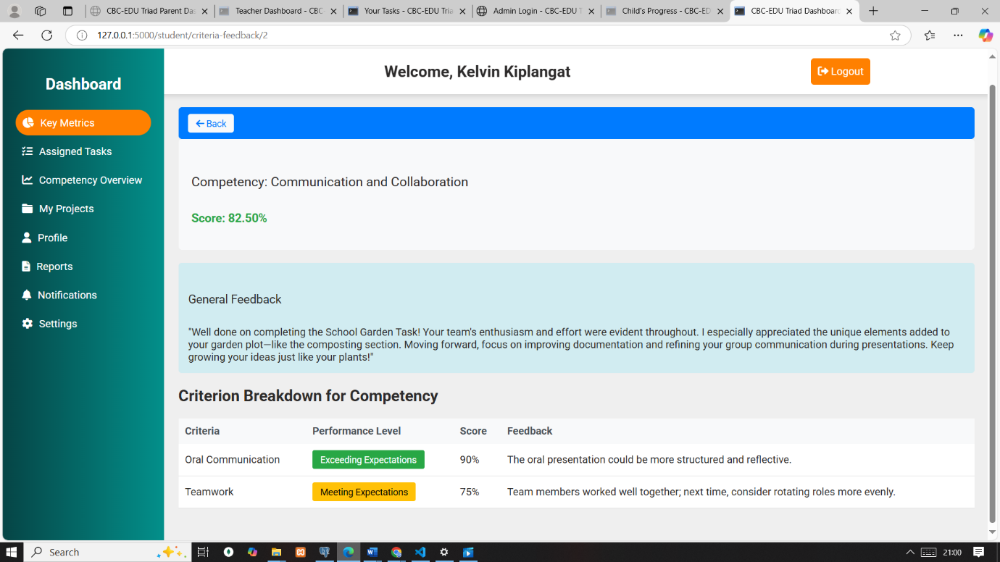 CBC-EDU Triad Parent Das
Teacher Dashboard - CBC
Your Tasks - CBC-EDU Tria
Admin Login - CBC-EDU T
Child's Progress - CBC-ED
CBC-EDU Triad Dashboard
127.0.0.1:5000/student/criteria-feedback/2
Dashboard
Key Metrics
Assigned Tasks
Competency Overview
My Projects
Profile
Reports
Notifications
Settings
Welcome, Kelvin Kiplangat
Logout
Back
Competency: Communication and Collaboration
Score: 82.50%
General Feedback
"Well done on completing the School Garden Task! Your team's enthusiasm and effort were evident throughout. I especially appreciated the unique elements added to
your garden plot—like the composting section. Moving forward, focus on improving documentation and refining your group communication during presentations. Keep
growing your ideas just like your plants!"
Criterion Breakdown for Competency
Criteria Performance Level Score Feedback
Oral Communication Exceeding Expectations 90% The oral presentation could be more structured and reflective.
Teamwork Meeting Expectations 75% Team members worked well together; next time, consider rotating roles more evenly.
Search
21:00